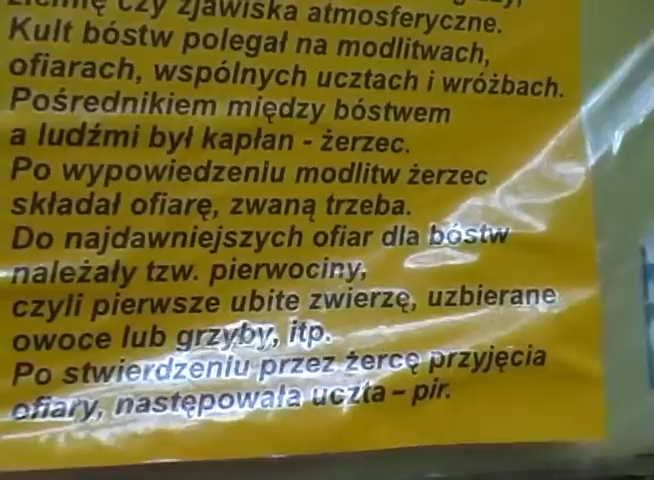 czy zjawiska atmosferyczne.
Kult bóstw polegał na modlitwach,
ofiarach, wspólnych ucztach i wróżbach.
Pośrednikiem między bóstwem
a ludźmi był kapłan - żerzec.
Po wypowiedzeniu modlitw żerzec
składał ofiarę, zwaną trzeba.
Do najdawniejszych ofiar dla bóstw
należały tzw. pierwociny,
czyli pierwsze ubite zwierzę, uzbierane
owoce lub grzyby, itp.
Po stwierdzeniu przez żercę przyjęcia
ofiary, następowała uczta – pir.